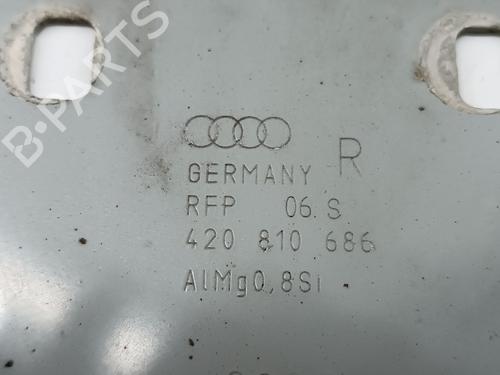 B-PARTS
GERMANY R
RFP 06.S
420 810 686
AlMg0,8Si